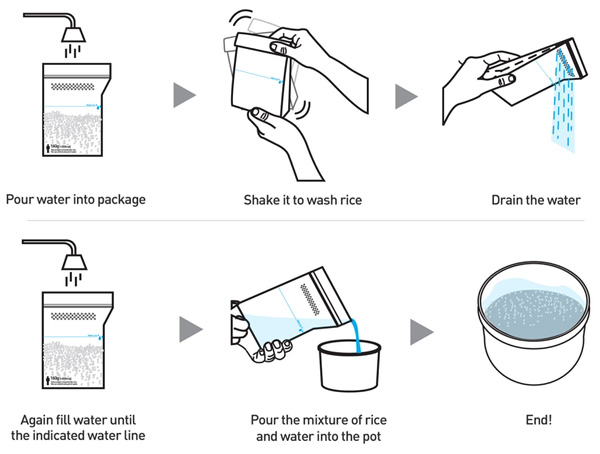 Pour water into package
Shake it to wash rice
Drain the water
Again fill water until
the indicated water line
Pour the mixture of rice
and water into the pot
End!